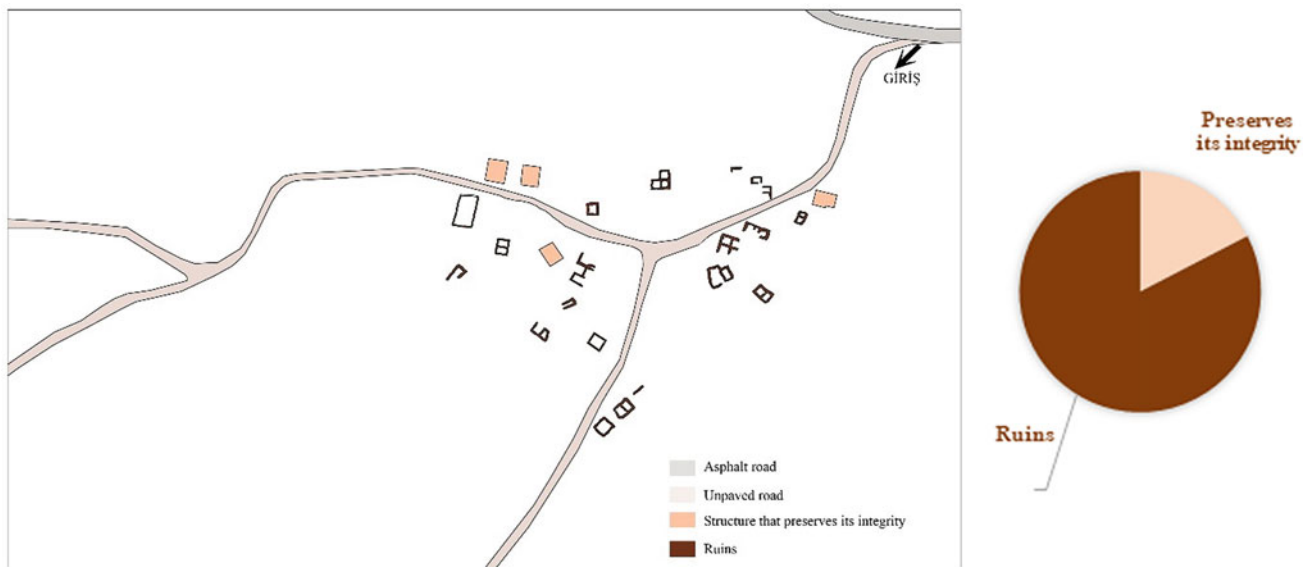 GİRİŞ
Asphalt road
Unpaved road
Structure that preserves its integrity
Ruins
Preserves
its integrity
Ruins